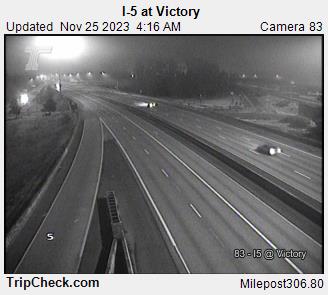 I-5 at Victory
Updated Nov 25 2023 4:16 AM Camera 83
S
83 - I5 @ Victory
TripCheck.com Milepost306.80